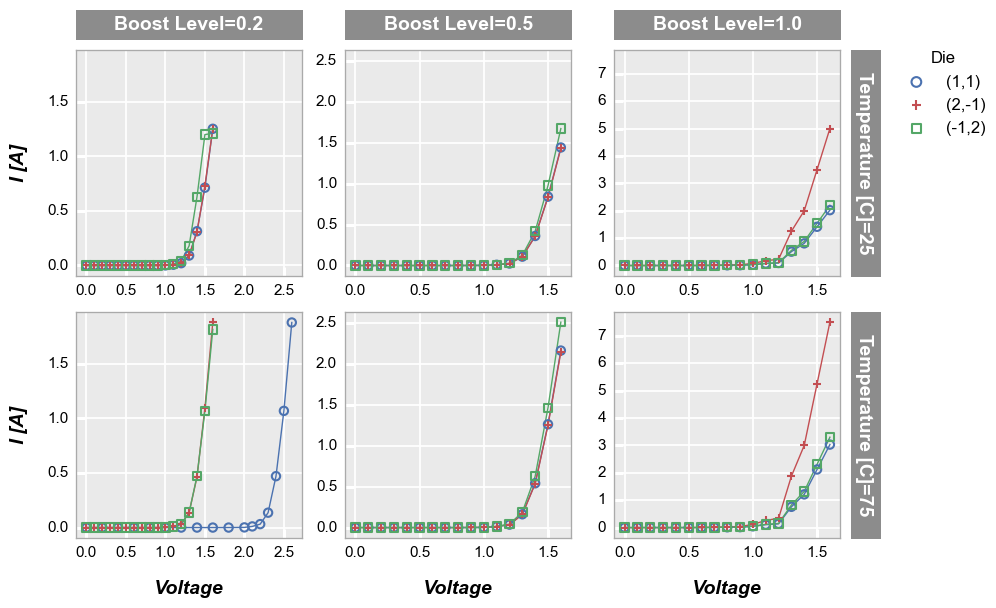 Boost Level=0.2
Boost Level=0.5
Boost Level=1.0
Die
(1,1)
(2,-1)
(-1,2)
I [A]
1.5
1.0
0.5
0.0
0.0 0.5 1.0 1.5 2.0 2.5
2.5
2.0
1.5
1.0
0.5
0.0
0.0 0.5 1.0 1.5
7
6
5
4
3
2
1
0
0.0 0.5 1.0 1.5
Temperature [C]=25
I [A]
1.5
1.0
0.5
0.0
0.0 0.5 1.0 1.5 2.0 2.5
2.5
2.0
1.5
1.0
0.5
0.0
0.0 0.5 1.0 1.5
7
6
5
4
3
2
1
0
0.0 0.5 1.0 1.5
Temperature [C]=75
Voltage
Voltage
Voltage